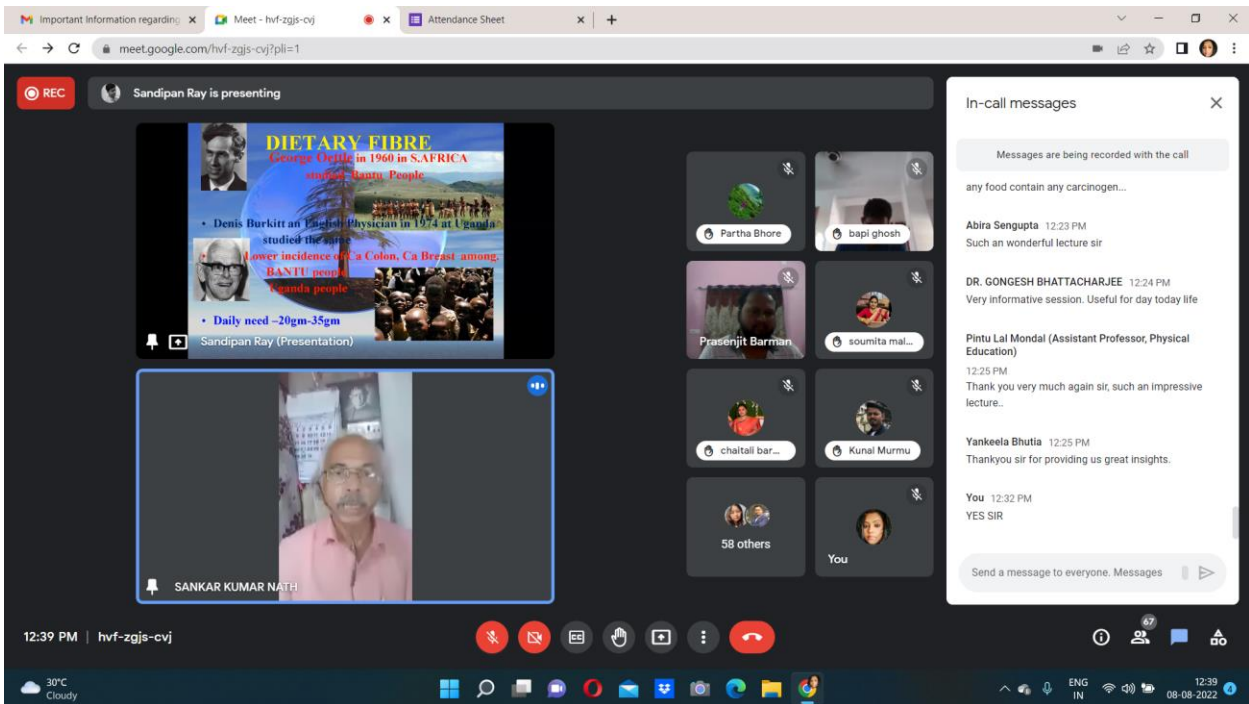 Important Information regarding
Meet - hvf-zgjs-cvj
Attendance Sheet
meet.google.com/hvf-zgjs-cvj?pli=1
REC
Sandipan Ray is presenting
DIETARY FIBRE
George Oettle in 1960 in S.AFRICA
studied Bantu People
• Denis Burkitt an English Physician in 1974 at Uganda
studied the same
Lower incidence of Ca Colon, Ca Breast among.
BANTU people
Uganda people
• Daily need –20gm-35gm
Sandipan Ray (Presentation)
SANKAR KUMAR NATH
Partha Bhore
bapi ghosh
Prasenjit Barman
soumita mal...
chaitali bar...
Kunal Murmu
58 others
You
In-call messages
Messages are being recorded with the call
any food contain any carcinogen...
Abira Sengupta 12:23 PM
Such an wonderful lecture sir
DR. GONGESH BHATTACHARJEE 12:24 PM
Very informative session. Useful for day today life
Pintu Lal Mondal (Assistant Professor, Physical
Education)
12:25 PM
Thank you very much again sir, such an impressive
lecture..
Yankeela Bhutia 12:25 PM
Thankyou sir for providing us great insights.
You 12:32 PM
YES SIR
Send a message to everyone. Messages
12:39 PM | hvf-zgjs-cvj
67
30°C
Cloudy
ENG
IN
12:39
08-08-2022
4